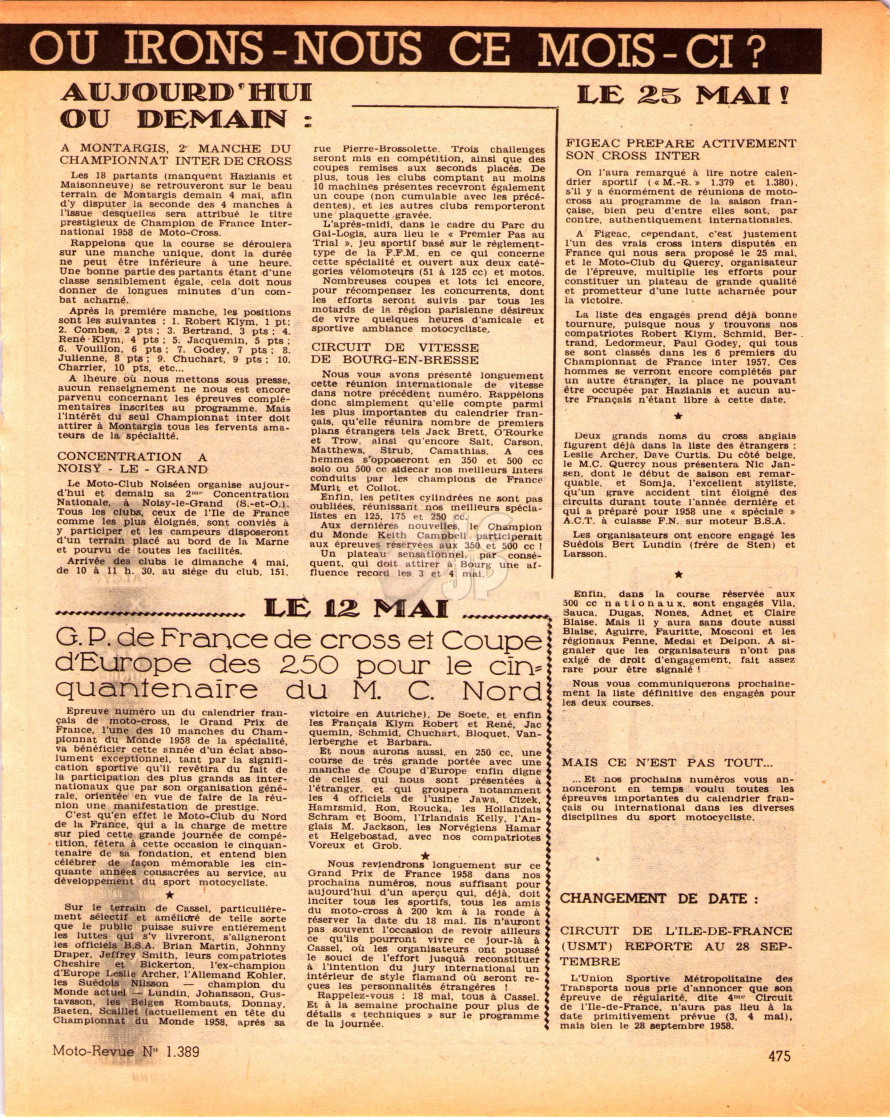 OU IRONS-NOUS CE MOIS-CI ?
AUJOURD'HUI
OU DEMAIN :
A MONTARGIS, 2e MANCHE DU
CHAMPIONNAT INTER DE CROSS
Les 18 partants (manquent Hazianis et
Maisonneuve) se retrouveront sur le beau
terrain de Montargis demain 4 mai, afin
d'y disputer la seconde des 4 manches à
l'issue desquelles sera attribué le titre
prestigieux de Champion de France Inter-
national 1958 de Moto-Cross.
Rappelons que la course se déroulera
sur une manche unique, dont la durée
ne peut être inférieure à une heure.
Une bonne partie des partants étant d'une
classe sensiblement égale, cela doit nous
donner de longues minutes d'un com-
bat acharné.
Après la première manche, les positions
sont les suivantes : 1. Robert Klym, 1 pt;
2. Combes, 2 pts ; 3. Bertrand, 3 pts ; 4.
René Klym, 4 pts ; 5. Jacquemin, 5 pts ;
6. Vouillon, 6 pts ; 7. Godey, 7 pts ; 8.
Julienne, 8 pts ; 9. Chuchart, 9 pts ; 10.
Charrier, 10 pts, etc...
A lheure où nous mettons sous presse,
aucun renseignement ne nous est encore
parvenu concernant les épreuves complé-
mentaires inscrites au programme. Mais
l'intérêt du seul Championnat inter doit
attirer à Montargis tous les fervents ama-
teurs de la spécialité.
CONCENTRATION A
NOISY - LE - GRAND
Le Moto-Club Noiséen organise aujour-
d'hui et demain sa 2me Concentration
Nationale, à Noisy-le-Grand (S.-et-O.).
Tous les clubs, ceux de l'Ile de France
comme les plus éloignés, sont conviés à
y participer et les campeurs disposeront
d'un terrain placé au bord de la Marne
et pourvu de toutes les facilités.
Arrivée des clubs le dimanche 4 mai,
de 10 à 11 h. 30, au siège du club, 151,
rue Pierre-Brossolette. Trois challenges
seront mis en compétition, ainsi que des
coupes remises aux seconds placés. De
plus, tous les clubs comptant au moins
10 machines présentes recevront également
un coupe (non cumulable avec les précé-
dentes), et les autres clubs remporteront
une plaquette gravée.
L'après-midi, dans le cadre du Parc du
Gai-Logis, aura lieu le « Premier Pas au
Trial », jeu sportif basé sur le règlement-
type de la F.F.M. en ce qui concerne
cette spécialité et ouvert aux deux caté-
gories vélomoteurs (51 à 125 cc) et motos.
Nombreuses coupes et lots ici encore,
pour récompenser les concurrents, dont
les efforts seront suivis par tous les
motards de la région parisienne désireux
de vivre quelques heures d'amicale et
sportive ambiance motocycliste,
CIRCUIT DE VITESSE
DE BOURG-EN-BRESSE
Nous vous avons présenté longuement
cette réunion internationale de vitesse
dans notre précédent numéro. Rappelons
donc simplement qu'elle compte parmi
les plus importantes du calendrier fran-
çais, qu'elle réunira nombre de premiers
plans étrangers tels Jack Brett, O'Rourke
et Trow, ainsi qu'encore Salt, Carson,
Matthews, Strub, Camathias, A ces
hommes s'opposeront en 350 et 500 cc
solo ou 500 cc sidecar nos meilleurs inters
conduits par les champions de France
Murit et Collot.
Enfin, les petites cylindrées ne sont pas
oubliées, réunissant nos meilleurs spécia-
listes en 125, 175 et 250 cc.
Aux dernières nouvelles, le Champion
du Monde Keith Campbell participerait
aux épreuves réservées aux 350 et 500 cc !
Un plateau sensationnel, par consé-
quent, qui doit attirer à Bourg une af-
fluence record les 3 et 4 mai.
LE 25 MAI !
FIGEAC PREPARE ACTIVEMENT
SON CROSS INTER
On l'aura remarqué à lire notre calen-
drier sportif (« M.-R. » 1.379 et 1.380),
s'il y a énormément de réunions de moto-
cross au programme de la saison fran-
çaise, bien peu d'entre elles sont, par
contre, authentiquement internationales.
A Figeac, cependant, c'est justement
l'un des vrais cross inters disputés en
France qui nous sera proposé le 25 mai,
et le Moto-Club du Quercy, organisateur
de l'épreuve, multiplie les efforts pour
constituer un plateau de grande qualité
et prometteur d'une lutte acharnée pour
la victoire.
La liste des engagés prend déjà bonne
tournure, puisque nous y trouvons nos
compatriotes Robert Klym, Schmid, Ber-
trand, Ledormeur, Paul Godey, qui tous
se sont classés dans les 6 premiers du
Championnat de France inter 1957. Ces
hommes se verront encore complétés par
un autre étranger, la place ne pouvant
être occupée par Hazianis et aucun au-
tre Français n'étant libre à cette date.
★
Deux grands noms du cross anglais
figurent déjà dans la liste des étrangers :
Leslie Archer, Dave Curtis. Du côté belge,
le M.C. Quercy nous présentera Nic Jan-
sen, dont le début de saison est remar-
quable, et Somja, l'excellent styliste,
qu'un grave accident tint éloigné des
circuits durant toute l'année dernière et
qui a préparé pour 1958 une « spéciale »
A.C.T. à culasse F.N. sur moteur B.S.A.
Les organisateurs ont encore engagé les
Suédois Bert Lundin (frère de Sten) et
Larsson.
★
Enfin, dans la course réservée aux
500 cc nationaux, sont engagés Vila,
Sauca, Dugas, Nones, Adnet et Claire
Blaise. Mais il y aura sans doute aussi
Blaise, Aguirre, Fauritte, Mosconi et les
régionaux Penne, Medai et Delpon. A si-
gnaler que les organisateurs n'ont pas
exigé de droit d'engagement, fait assez
rare pour être signalé !
Nous vous communiquerons prochaine-
ment la liste définitive des engagés pour
les deux courses.
MAIS CE N'EST PAS TOUT...
... Et nos prochains numéros vous an-
nonceront en temps voulu toutes les
épreuves importantes du calendrier fran-
çais ou international dans les diverses
disciplines du sport motocycliste.
CHANGEMENT DE DATE :
CIRCUIT DE L'ILE-DE-FRANCE
(USMT) REPORTE AU 28 SEP-
TEMBRE
L'Union Sportive Métropolitaine des
Transports nous prie d'annoncer que son
épreuve de régularité, dite 4me Circuit
de l'Ile-de-France, n'aura pas lieu à la
date primitivement prévue (3, 4 mai),
mais bien le 28 septembre 1958.
LE 12 MAI
G.P. de France de cross et Coupe
d'Europe des 250 pour le cin-
quantenaire du M. C. Nord
Epreuve numéro un du calendrier fran-
çais de moto-cross, le Grand Prix de
France, l'une des 10 manches du Cham-
pionnat du Monde 1958 de la spécialité,
va bénéficier cette année d'un éclat abso-
lument exceptionnel, tant par la signifi-
cation sportive qu'il revêtira du fait de
la participation des plus grands as inter-
nationaux que par son organisation géné-
rale, orientée en vue de faire de la réu-
nion une manifestation de prestige.
C'est qu'en effet le Moto-Club du Nord
de la France, qui a la charge de mettre
sur pied cette grande journée de compé-
tition, fêtera à cette occasion le cinquan-
tenaire de sa fondation, et entend bien
célébrer de façon mémorable les cin-
quante années consacrées au service, au
développement du sport motocycliste.
★
Sur le terrain de Cassel, particulière-
ment sélectif et amélioré de telle sorte
que le public puisse suivre entièrement
les luttes qui s'y livreront, s'aligneront
les officiels B.S.A. Brian Martin, Johnny
Draper, Jeffrey Smith, leurs compatriotes
Cheshire et Bickerton, l'ex-champion
d'Europe Leslie Archer, l'Allemand Kohler,
les Suédois Nilsson — champion du
Monde actuel — Lundin, Johansson, Gus-
tavsson, les Belges Rombauts, Donnay,
Baeten, Scaillet (actuellement en tête du
Championnat du Monde 1958, après sa
victoire en Autriche), De Soete, et enfin
les Français Klym Robert et René, Jac
quemin, Schmid, Chuchart, Bloquet, Van-
lerberghe et Barbara.
Et nous aurons aussi, en 250 cc, une
course de très grande portée avec une
manche de Coupe d'Europe enfin digne
de celles qui nous sont présentées à
l'étranger, et qui groupera notamment
les 4 officiels de l'usine Jawa, Cizek,
Hamrsmid, Ron, Roucka, les Hollandais
Schram et Boom, l'Irlandais Kelly, l'An-
glais M. Jackson, les Norvégiens Hamar
et Helgebostad, avec nos compatriotes
Voreux et Grob.
★
Nous reviendrons longuement sur ce
Grand Prix de France 1958 dans nos
prochains numéros, nous suffisant pour
aujourd'hui d'un aperçu qui, déjà, doit
inciter tous les sportifs, tous les amis
du moto-cross à 200 km à la ronde à
réserver la date du 18 mai. Ils n'auront
pas souvent l'occasion de revoir ailleurs
ce qu'ils pourront vivre ce jour-là à
Cassel, où les organisateurs ont poussé
le souci de l'effort jusquà reconstituer
à l'intention du jury international un
intérieur de style flamand où seront re-
çues les personnalités étrangères !
Rappelez-vous : 18 mai, tous à Cassel.
Et à la semaine prochaine pour plus de
détails « techniques » sur le programme
de la journée.
Moto-Revue No 1.389
475